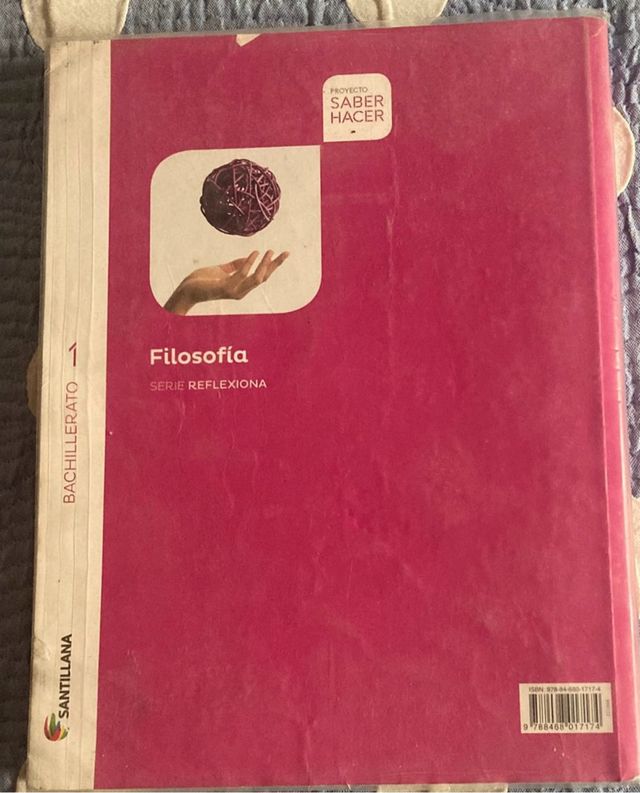 PROYECTO
SABER
HACER
Filosofía
SERIE REFLEXIONA
BACHILLERATO 1
SANTILLANA
ISBN: 978-84-680-1717-4
9 788468 017174